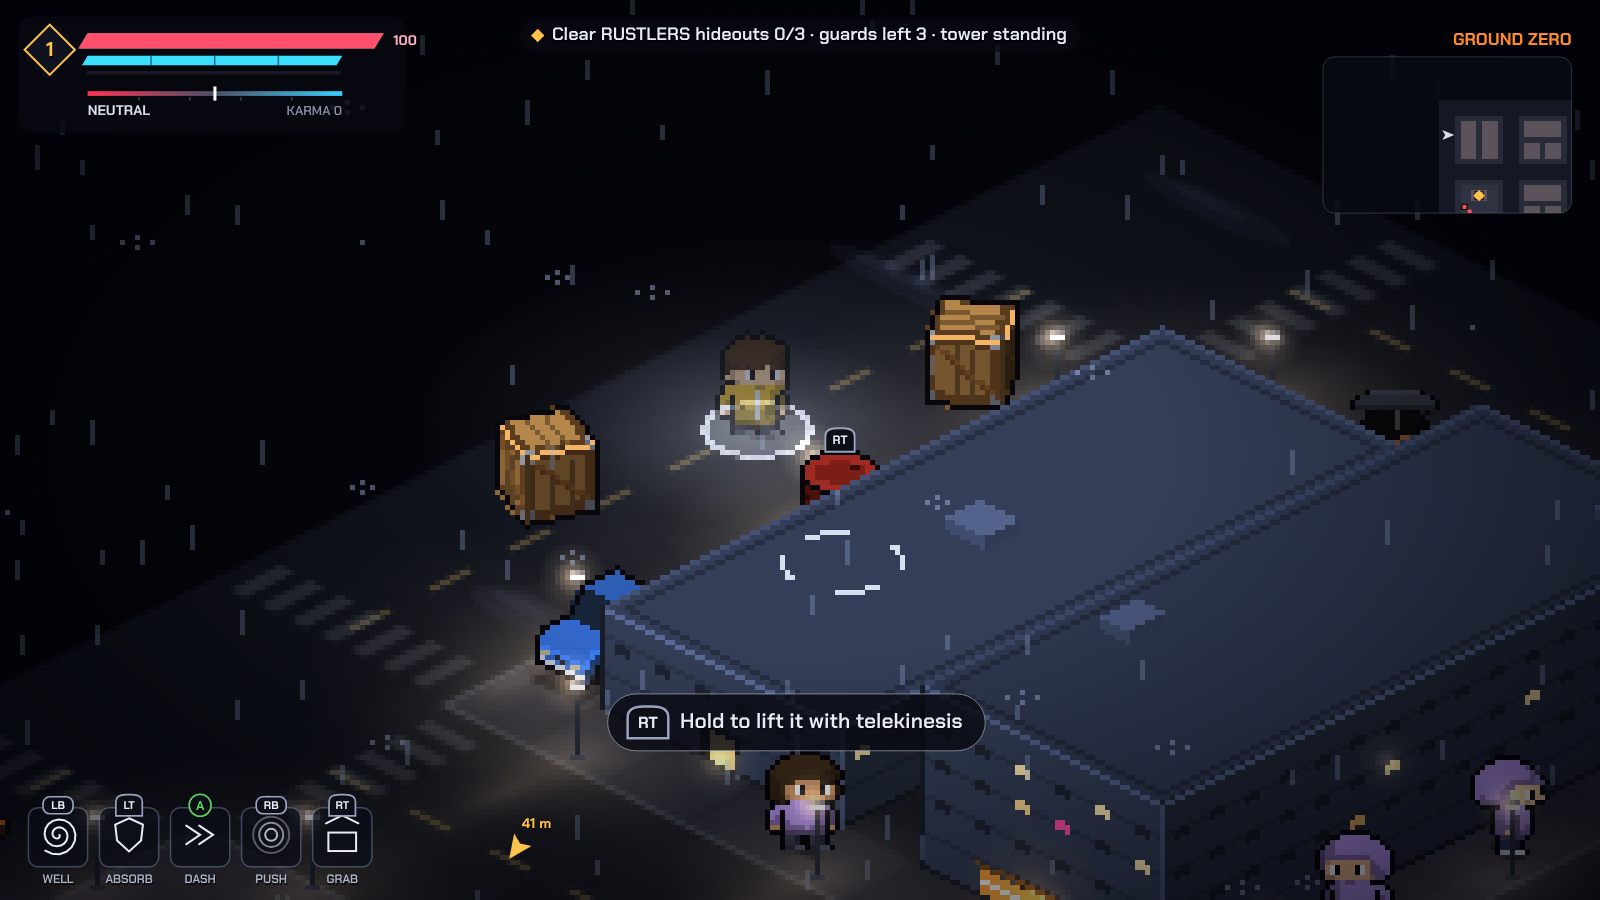 1
100
NEUTRAL
KARMA 0
Clear RUSTLERS hideouts 0/3 · guards left 3 · tower standing
GROUND ZERO
RT
RT Hold to lift it with telekinesis
41 m
LB
LT
A
RB
RT
WELL
ABSORB
DASH
PUSH
GRAB